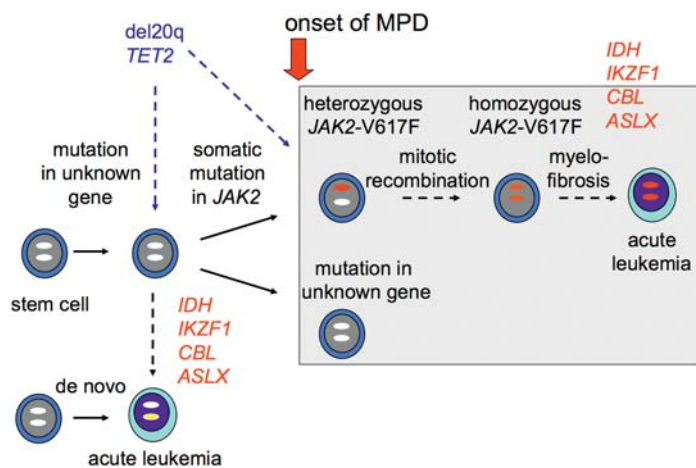 del20q
TET2
onset of MPD
IDH
IKZF1
CBL
ASLX
heterozygous
JAK2-V617F
homozygous
JAK2-V617F
mutation
in unknown
gene
somatic
mutation
in JAK2
mitotic
recombination
myelo-
fibrosis
acute
leukemia
stem cell
mutation in
unknown gene
IDH
IKZF1
CBL
ASLX
de novo
acute leukemia